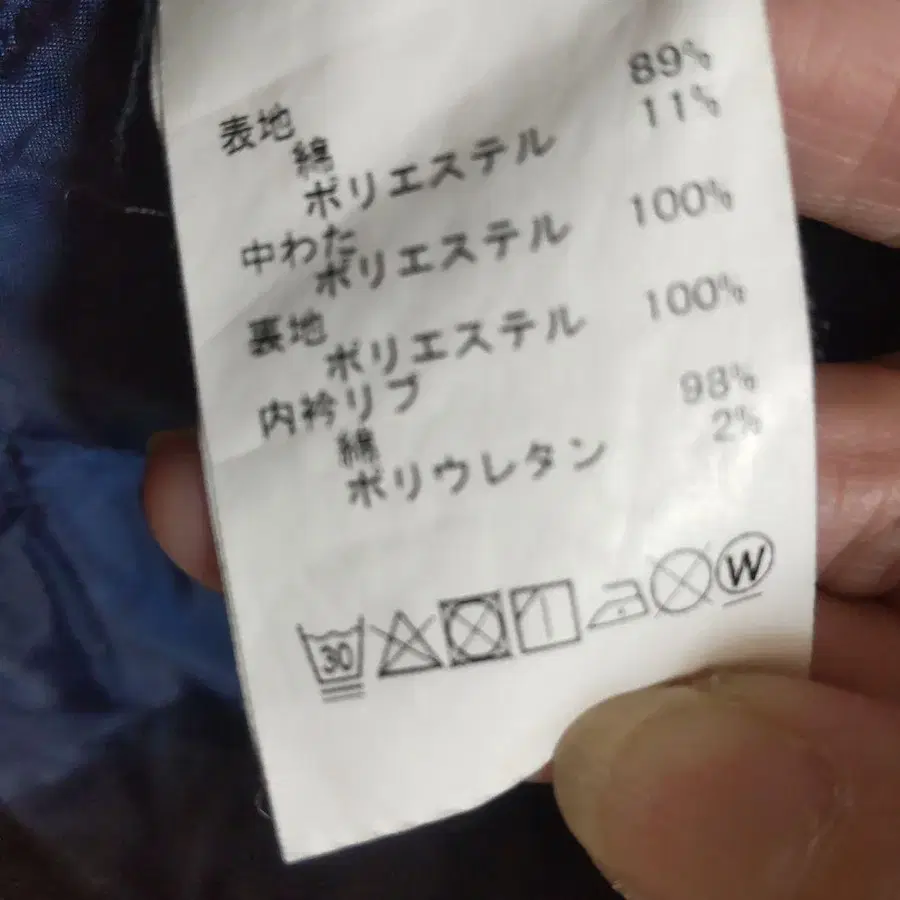 表地
綿 89%
ポリエステル 11%
中わた
ポリエステル 100%
裏地
ポリエステル 100%
内衿リブ
綿 98%
ポリウレタン 2%
30 W